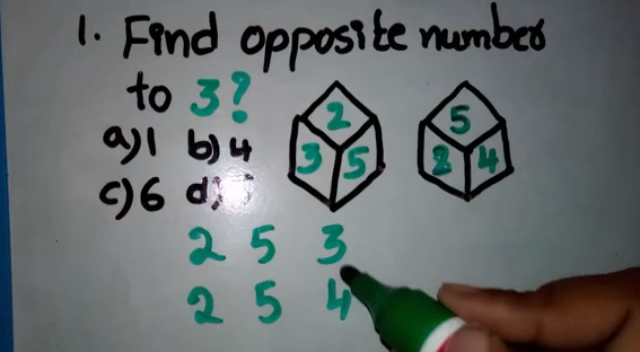 1. Find opposite number
to 3?
a) 1 b) 4
c) 6 d)
2
3 5
5
2 4
2 5 3
2 5 4